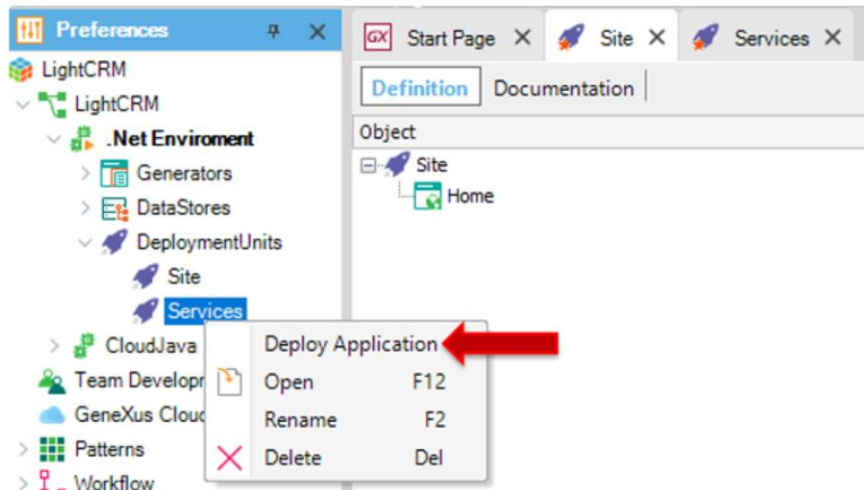 Preferences
LightCRM
LightCRM
.Net Enviroment
Generators
DataStores
DeploymentUnits
Site
Services
CloudJava
Team Developr
GeneXus Clouc
Patterns
Workflow
Deploy Application
Open F12
Rename F2
Delete Del
GX Start Page Site Services
Definition Documentation
Object
Site
Home